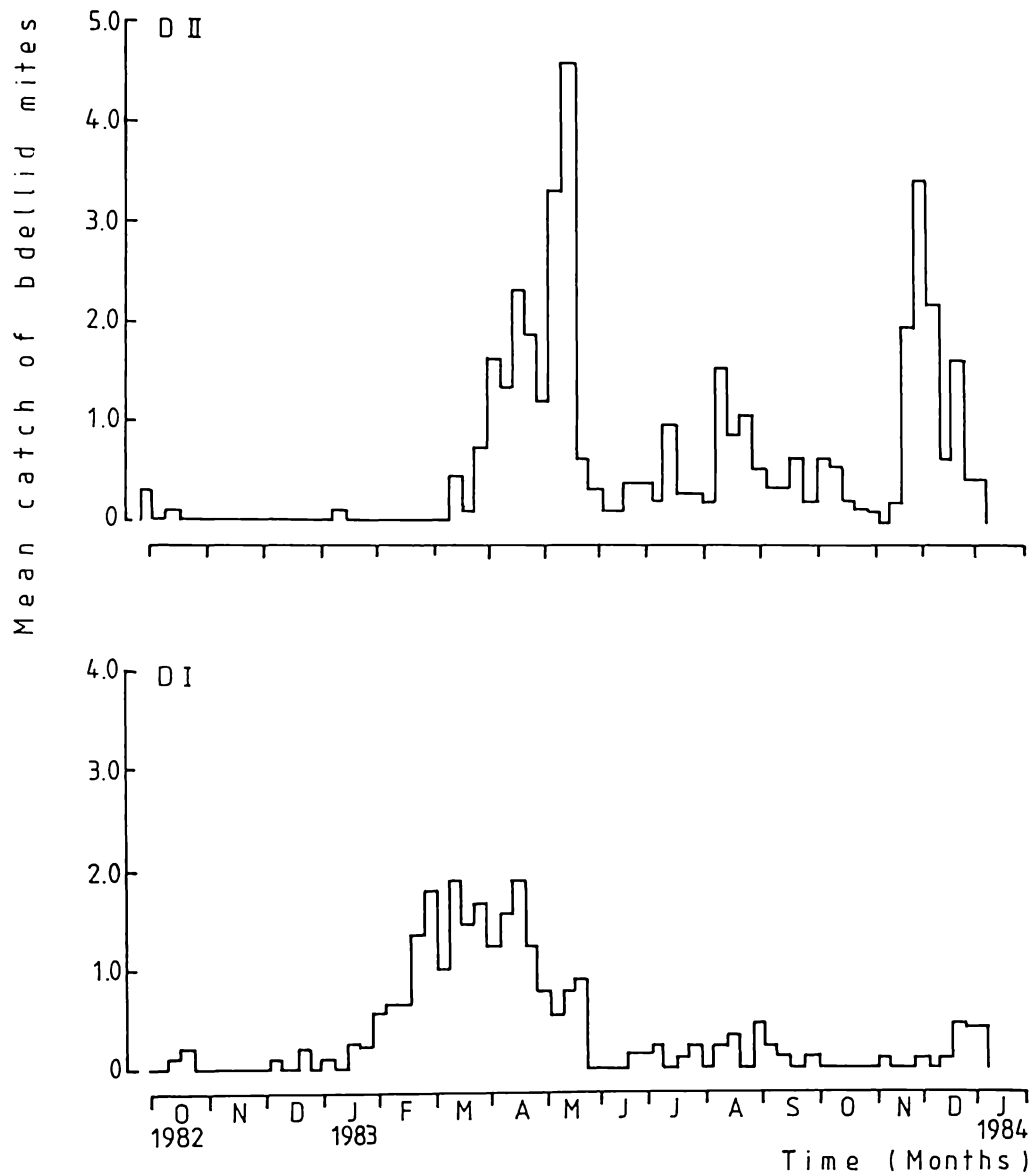 Mean catch of bdellid mites
D II
5.0
4.0
3.0
2.0
1.0
0
D I
4.0
3.0
2.0
1.0
0
O N D J F M A M J J A S O N D J
1982 1983 1984
Time (Months)